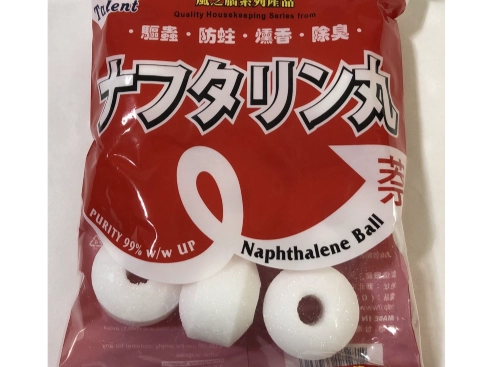 Talent
風之腦系列產品
Quality Housekeeping Series from
・驅蟲・防蛀・燻香・除臭・
ナフタリン丸
萘
PURITY 99% w/w UP
Naphthalene Ball